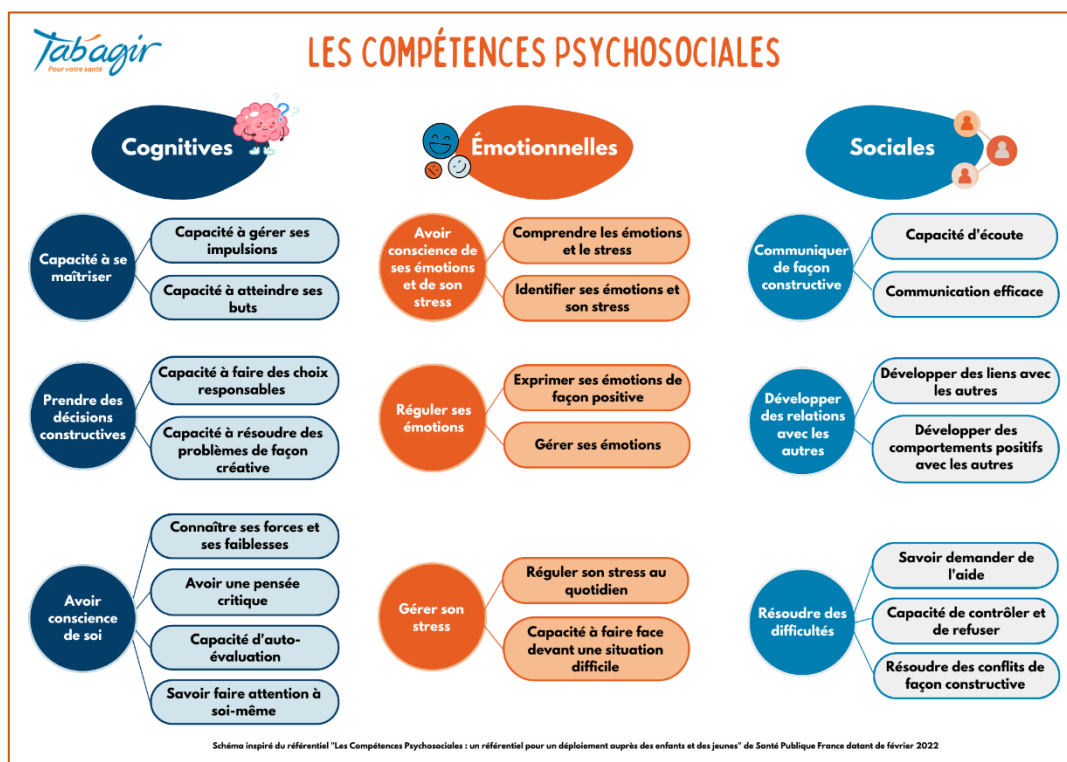 Tab'agir
Pour votre santé
LES COMPÉTENCES PSYCHOSOCIALES
Cognitives
Capacité à se
maîtriser
Capacité à gérer ses
impulsions
Capacité à atteindre ses
buts
Prendre des
décisions
constructives
Capacité à faire des choix
responsables
Capacité à résoudre des
problèmes de façon
créative
Avoir
conscience
de soi
Connaître ses forces et
ses faiblesses
Avoir une pensée
critique
Capacité d'auto-
évaluation
Savoir faire attention à
soi-même
Émotionnelles
Avoir
conscience de
ses émotions
et de son
stress
Comprendre les émotions
et le stress
Identifier ses émotions et
son stress
Réguler ses
émotions
Exprimer ses émotions de
façon positive
Gérer ses émotions
Gérer son
stress
Réguler son stress au
quotidien
Capacité à faire face
devant une situation
difficile
Sociales
Communiquer
de façon
constructive
Capacité d'écoute
Communication efficace
Développer
des relations
avec les
autres
Développer des liens avec
les autres
Développer des
comportements positifs
avec les autres
Résoudre des
difficultés
Savoir demander de
l'aide
Capacité de contrôler et
de refuser
Résoudre des conflits de
façon constructive
Schéma inspiré du référentiel "Les Compétences Psychosociales : un référentiel pour un déploiement auprès des enfants et des jeunes" de Santé Publique France datant de février 2022